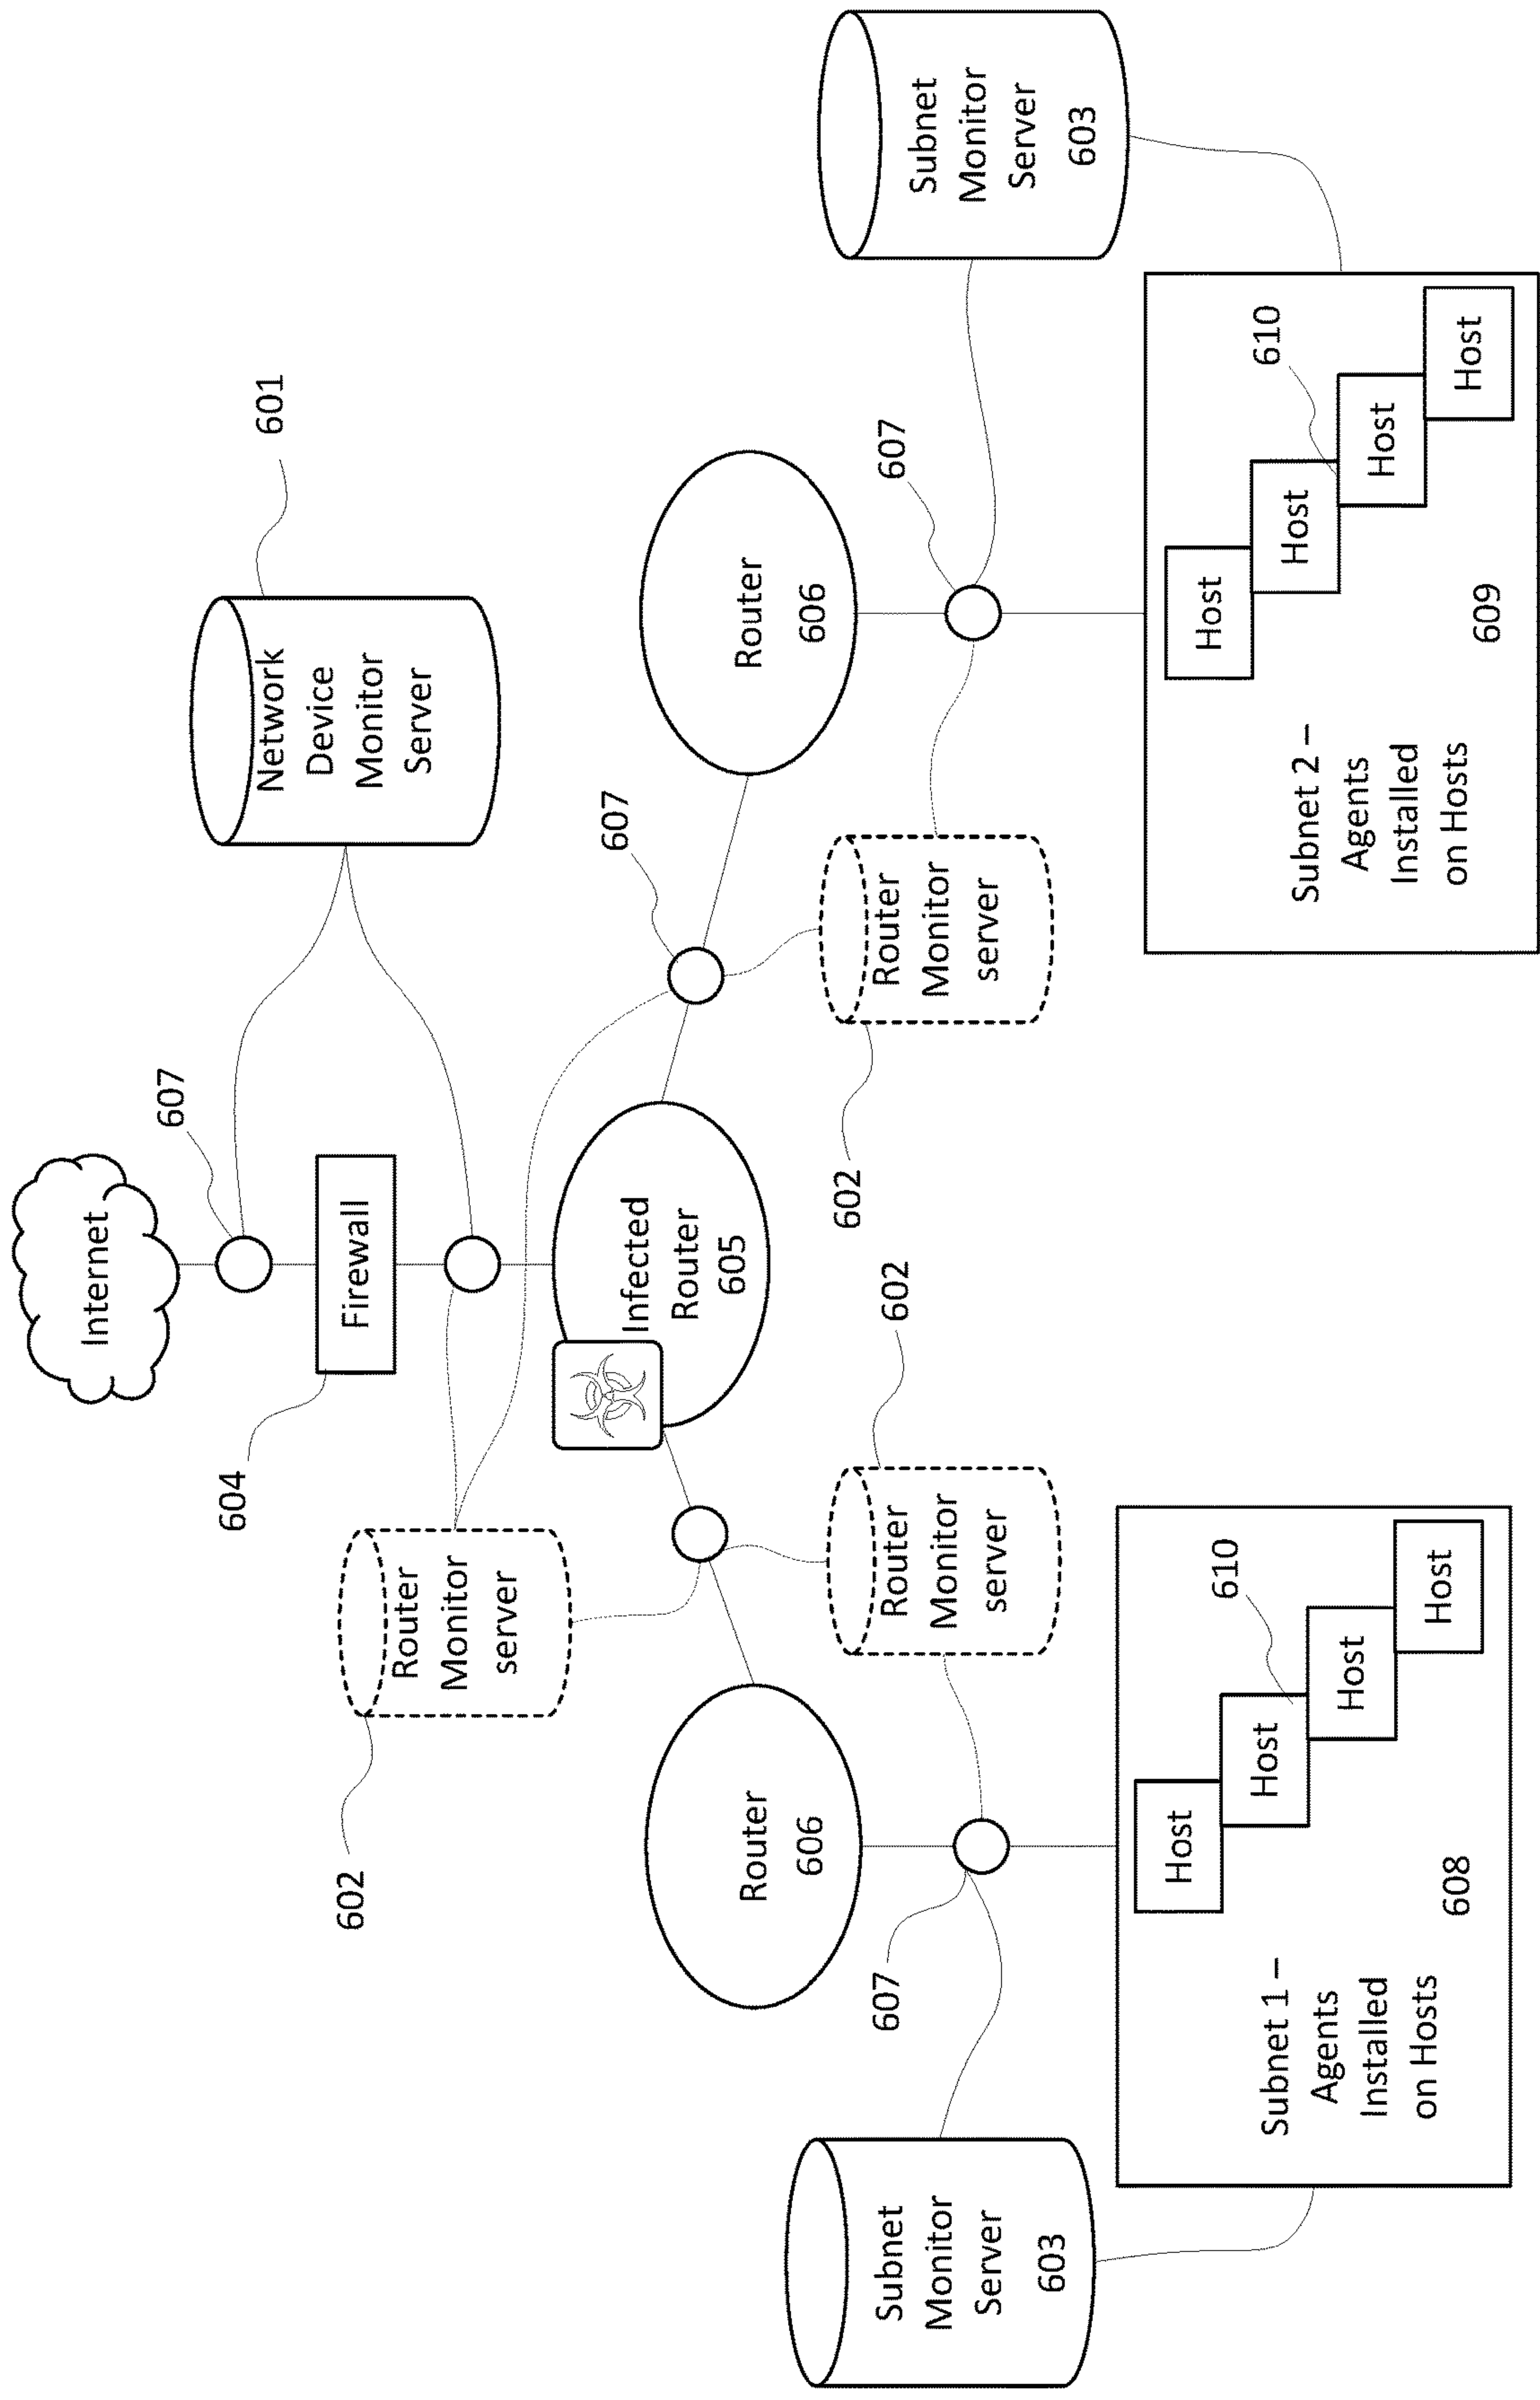 Internet
607
601
Firewall
604
Network
Device
Monitor
Server
602
Router
Monitor
server
Infected
Router
605
607
Router
606
607
Router
606
602
Router
Monitor
server
602
Router
Monitor
server
Subnet
Monitor
Server
603
607
Subnet
Monitor
Server
603
Subnet 1 –
Agents
Installed
on Hosts
608
Host
Host
Host
Host
610
Subnet 2 –
Agents
Installed
on Hosts
609
Host
Host
Host
Host
610